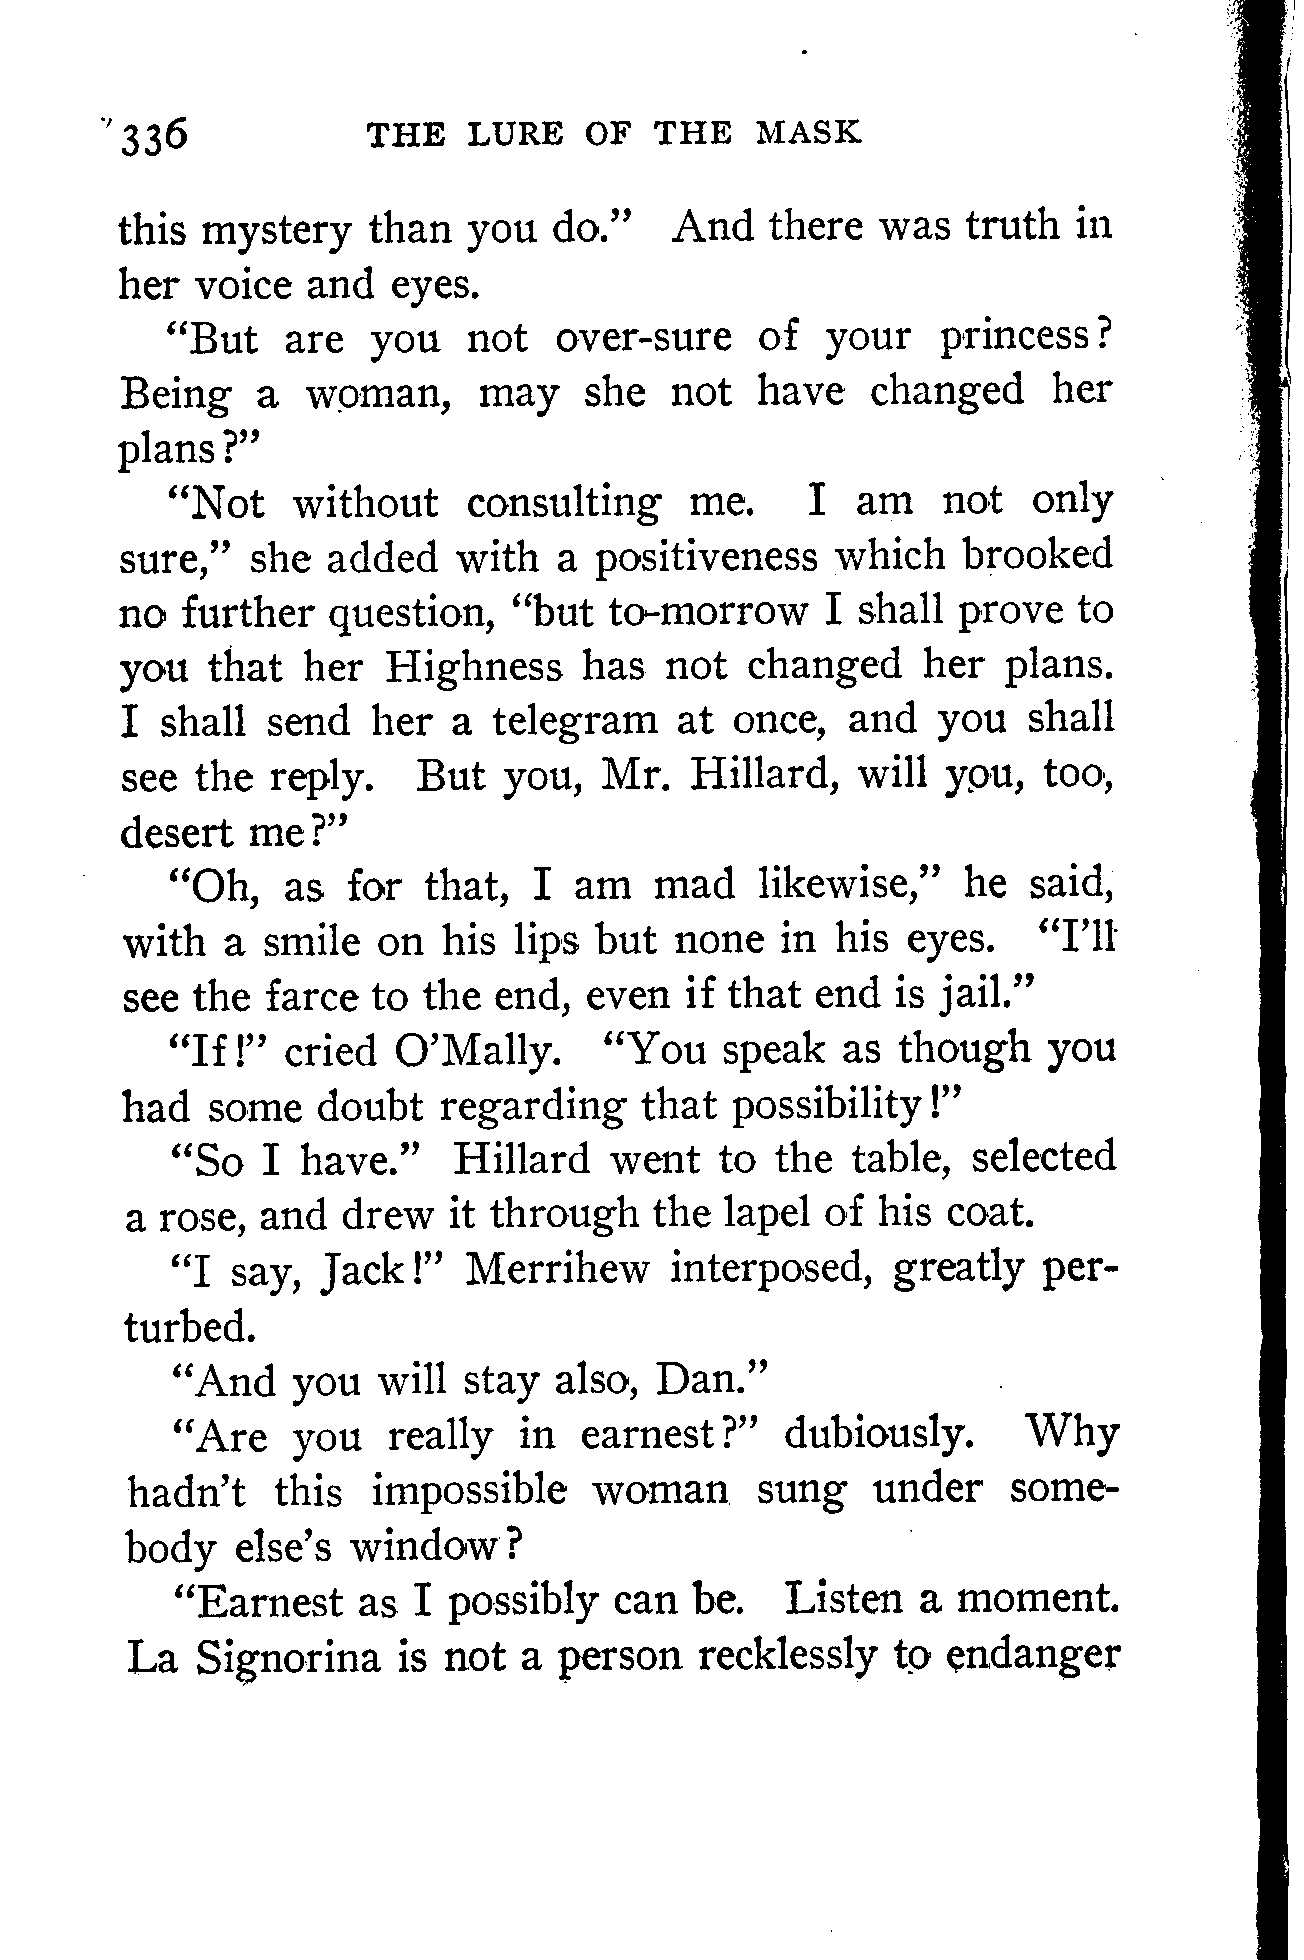 336 THE LURE OF THE MASK
this mystery than you do.” And there was truth in
her voice and eyes.
“But are you not over-sure of your princess?
Being a woman, may she not have changed her
plans?”
“Not without consulting me. I am not only
sure,” she added with a positiveness which brooked
no further question, “but to-morrow I shall prove to
you that her Highness has not changed her plans.
I shall send her a telegram at once, and you shall
see the reply. But you, Mr. Hillard, will you, too,
desert me?”
“Oh, as for that, I am mad likewise,” he said,
with a smile on his lips but none in his eyes. “I’ll
see the farce to the end, even if that end is jail.”
“If!” cried O’Mally. “You speak as though you
had some doubt regarding that possibility!”
“So I have.” Hillard went to the table, selected
a rose, and drew it through the lapel of his coat.
“I say, Jack!” Merrihew interposed, greatly per-
turbed.
“And you will stay also, Dan.”
“Are you really in earnest?” dubiously. Why
hadn’t this impossible woman sung under some-
body else’s window?
“Earnest as I possibly can be. Listen a moment.
La Signorina is not a person recklessly to endanger